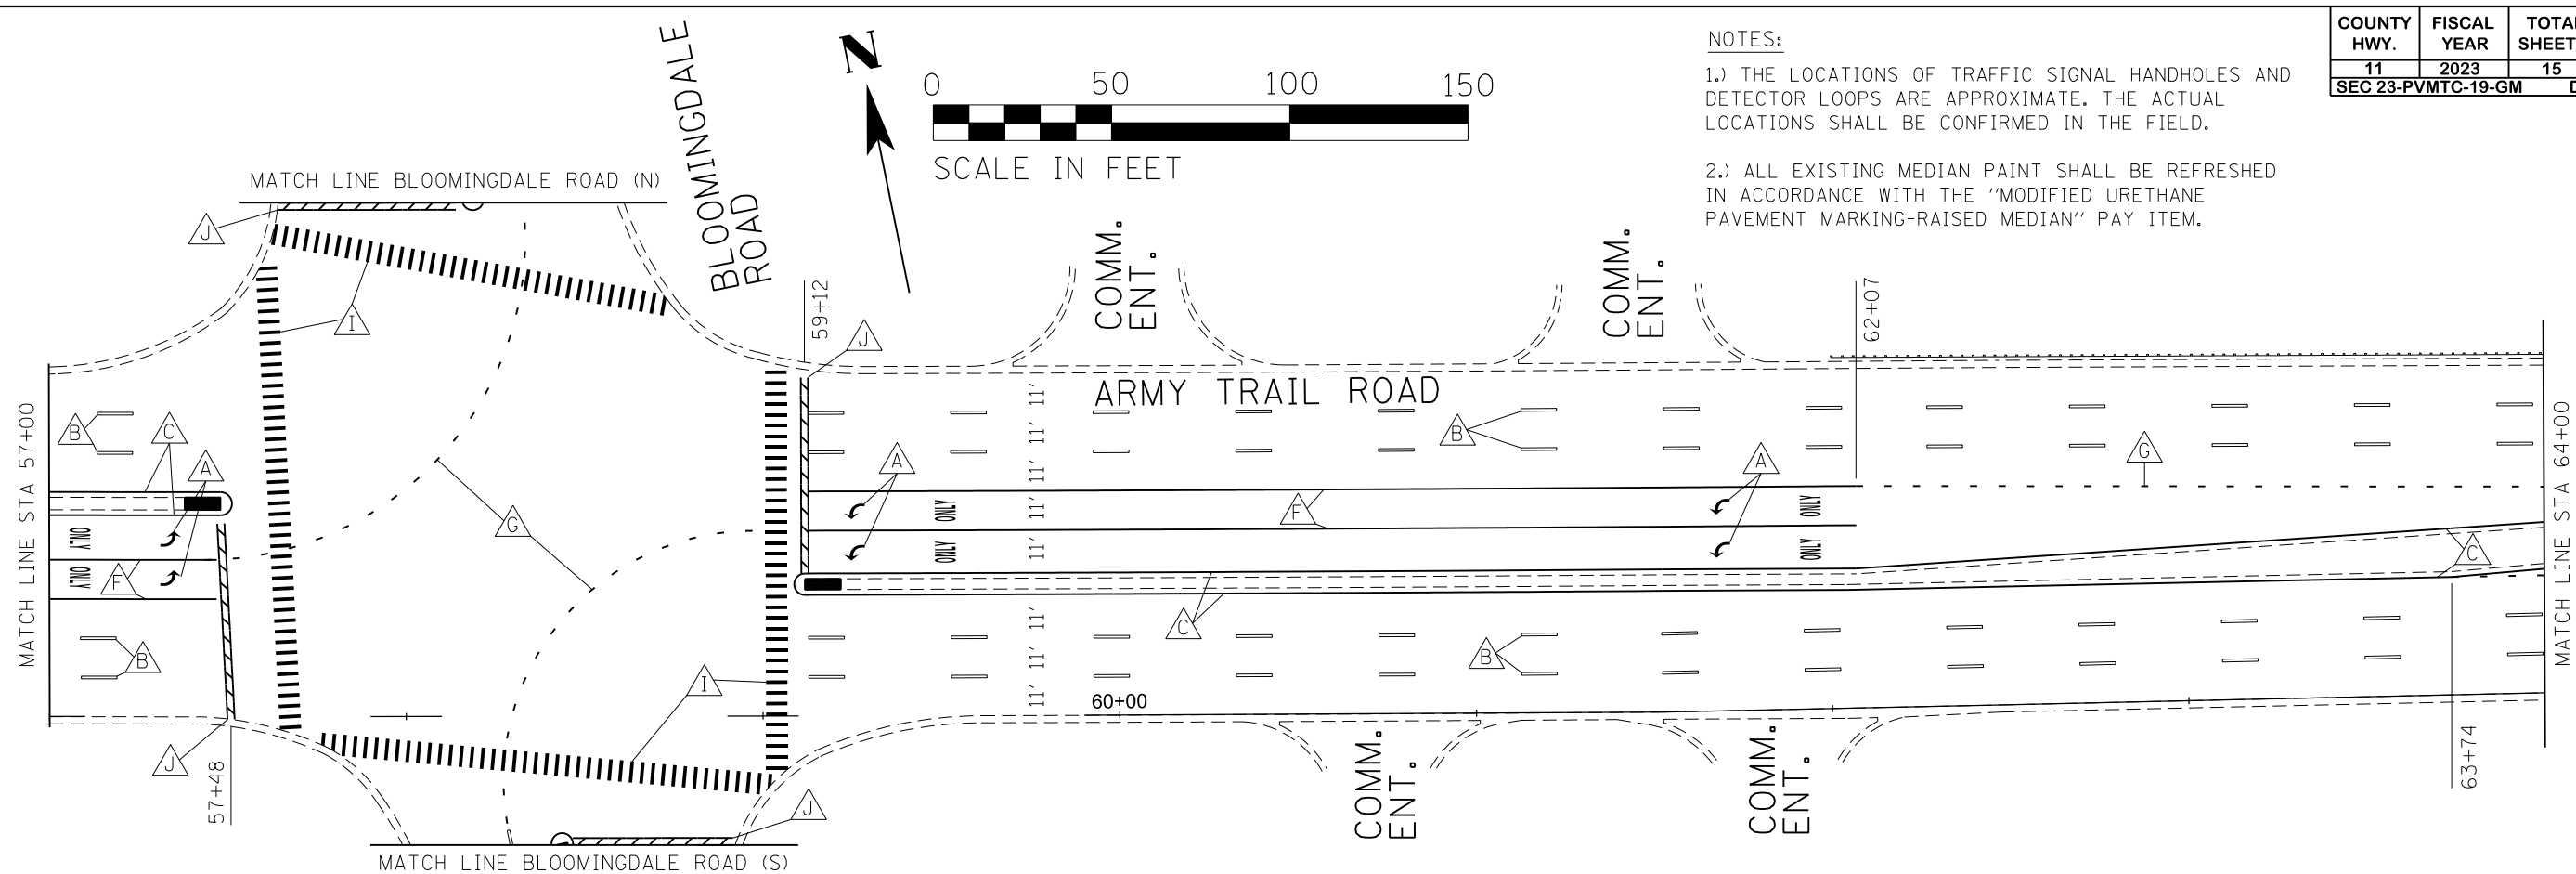 COUNTY HWY.
FISCAL YEAR
11
2023
15
SEC 23-PVMTC-19-GM
NOTES:
1.) THE LOCATIONS OF TRAFFIC SIGNAL HANDHOLES AND
DETECTOR LOOPS ARE APPROXIMATE. THE ACTUAL
LOCATIONS SHALL BE CONFIRMED IN THE FIELD.
2.) ALL EXISTING MEDIAN PAINT SHALL BE REFRESHED
IN ACCORDANCE WITH THE "MODIFIED URETHANE
PAVEMENT MARKING-RAISED MEDIAN" PAY ITEM.
N
0 50 100 150
SCALE IN FEET
BLOOMINGDALE
ROAD
MATCH LINE BLOOMINGDALE ROAD (N)
J
I
59+12
J
COMM.
ENT.
COMM.
ENT.
62+07
ARMY TRAIL ROAD
MATCH LINE STA 57+00
B
C
A
ONLY
ONLY
F
B
J
57+48
G
I
A
ONLY
ONLY
11'
11'
11'
11'
11'
11'
11'
11'
B
F
A
ONLY
ONLY
G
C
C
B
60+00
COMM.
ENT.
COMM.
ENT.
63+74
MATCH LINE STA 64+00
J
MATCH LINE BLOOMINGDALE ROAD (S)